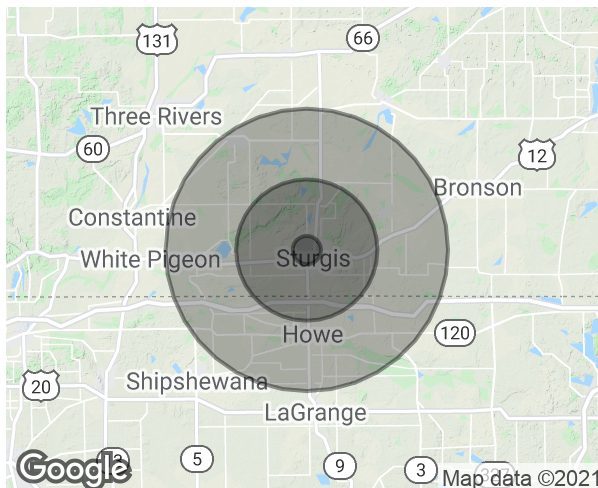 131
66
Three Rivers
60
12
Bronson
Constantine
White Pigeon
Sturgis
Howe
120
20
Shipshewana
LaGrange
5
9
3
Google
Map data ©2021